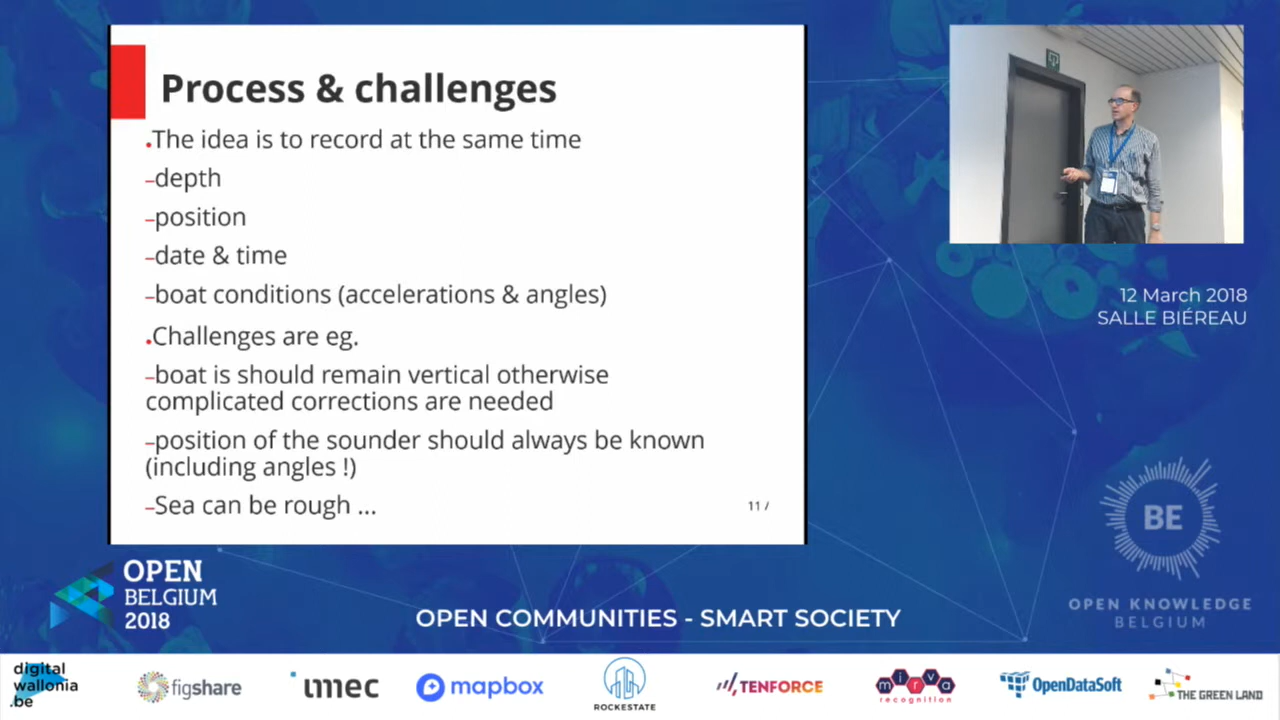 Process & challenges
The idea is to record at the same time
–depth
–position
–date & time
–boat conditions (accelerations & angles)
Challenges are eg.
–boat is should remain vertical otherwise
complicated corrections are needed
–position of the sounder should always be known
(including angles !)
–Sea can be rough ...
11 /
12 March 2018
SALLE BIÉREAU
BE
OPEN KNOWLEDGE
BELGIUM
OPEN
BELGIUM
2018
OPEN COMMUNITIES - SMART SOCIETY
digital
wallonia
.be
figshare
imec
mapbox
ROCKESTATE
TENFORCE
mirva
recognition
OpenDataSoft
THE GREEN LAND